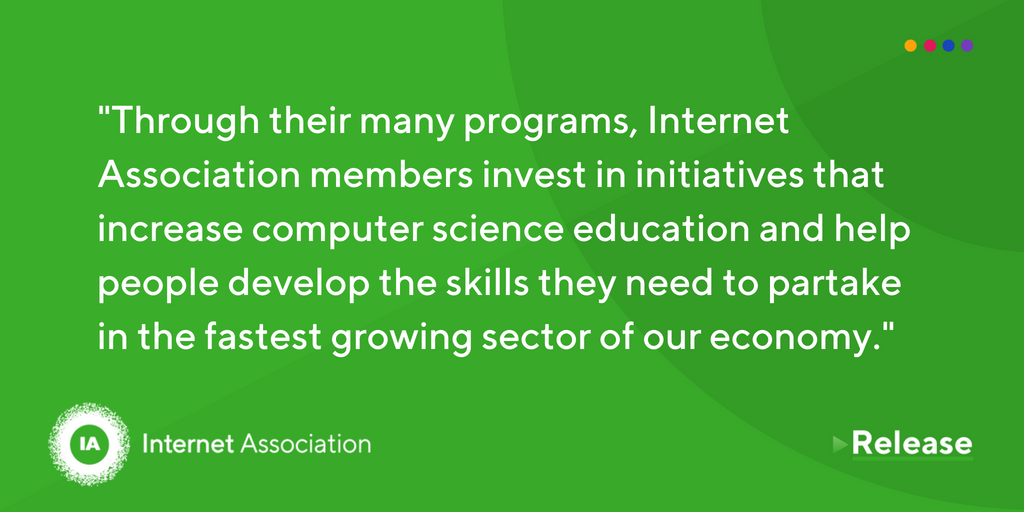 "Through their many programs, Internet
Association members invest in initiatives that
increase computer science education and help
people develop the skills they need to partake
in the fastest growing sector of our economy."
IA
Internet Association
Release